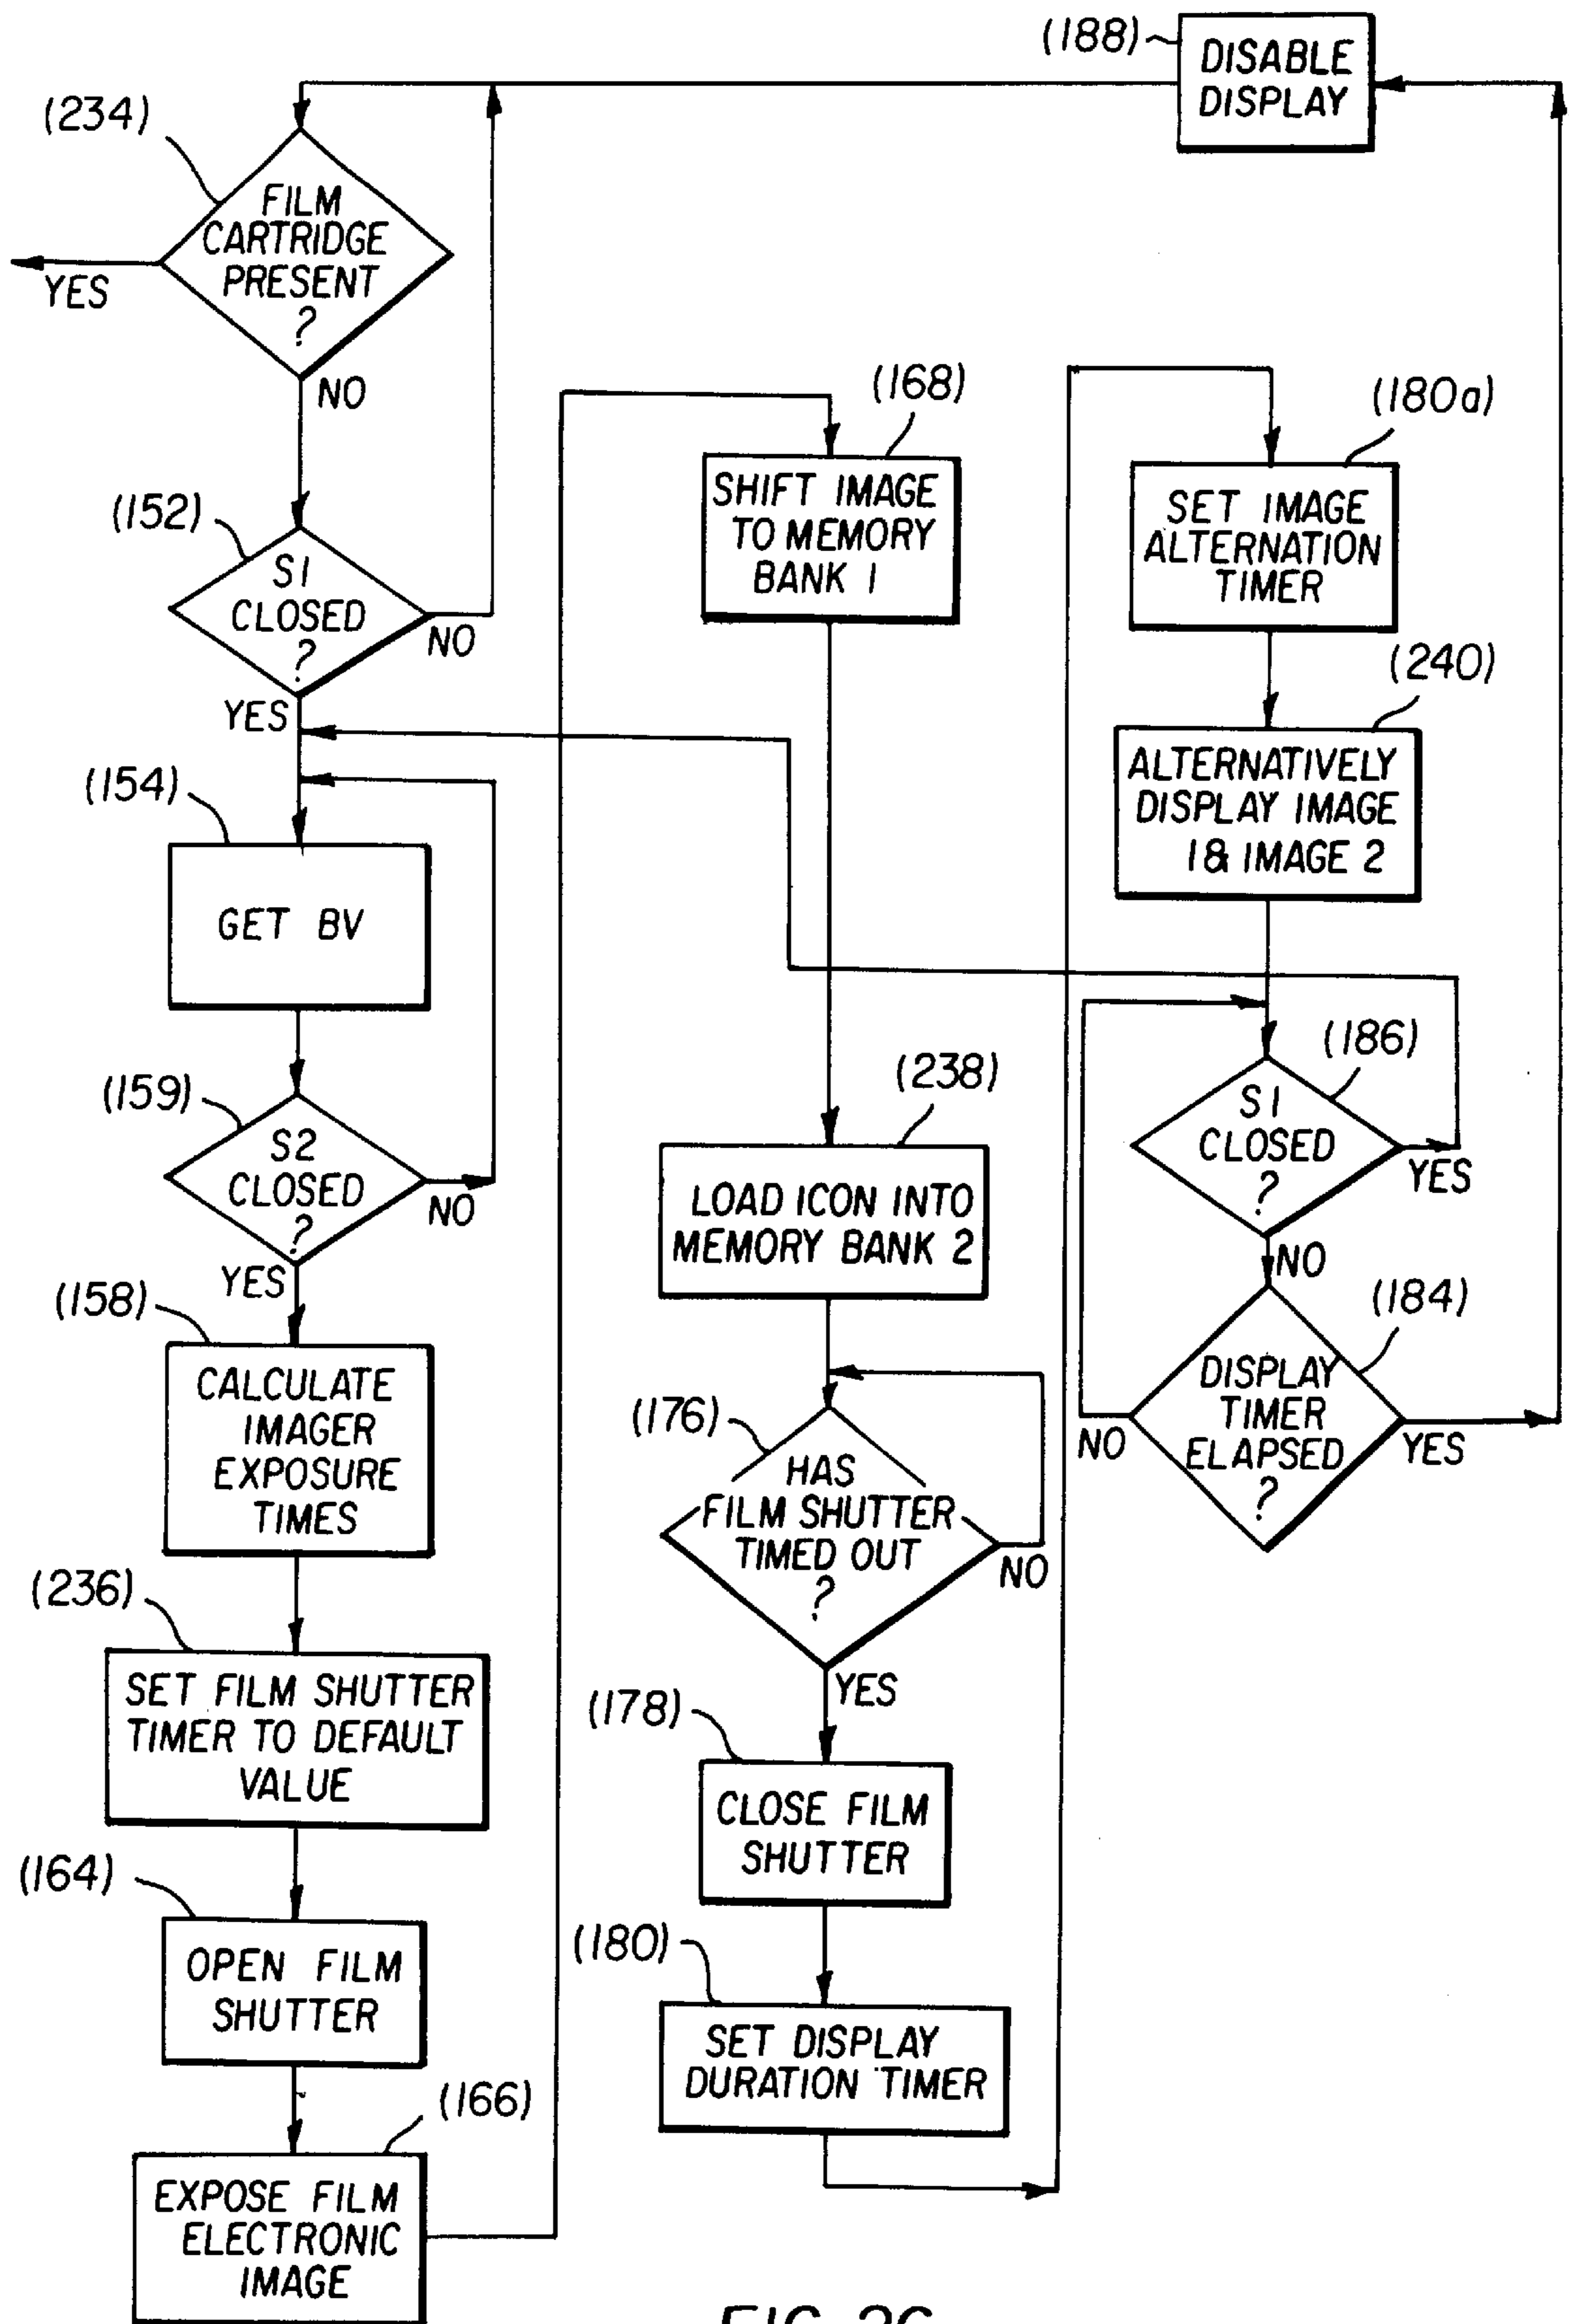 (188)
DISABLE
DISPLAY
(234)
FILM
CARTRIDGE
PRESENT
?
YES
NO
(152)
S1
CLOSED
?
NO
YES
(154)
GET BV
(159)
S2
CLOSED
?
NO
YES
(158)
CALCULATE
IMAGER
EXPOSURE
TIMES
(236)
SET FILM SHUTTER
TIMER TO DEFAULT
VALUE
(164)
OPEN FILM
SHUTTER
(166)
EXPOSE FILM
ELECTRONIC
IMAGE
(168)
SHIFT IMAGE
TO MEMORY
BANK 1
(238)
LOAD ICON INTO
MEMORY BANK 2
(176)
HAS
FILM SHUTTER
TIMED OUT
?
NO
YES
(178)
CLOSE FILM
SHUTTER
(180)
SET DISPLAY
DURATION TIMER
(180a)
SET IMAGE
ALTERNATION
TIMER
(240)
ALTERNATIVELY
DISPLAY IMAGE
1 & IMAGE 2
(186)
S1
CLOSED
?
YES
NO
(184)
DISPLAY
TIMER
ELAPSED
?
NO
YES